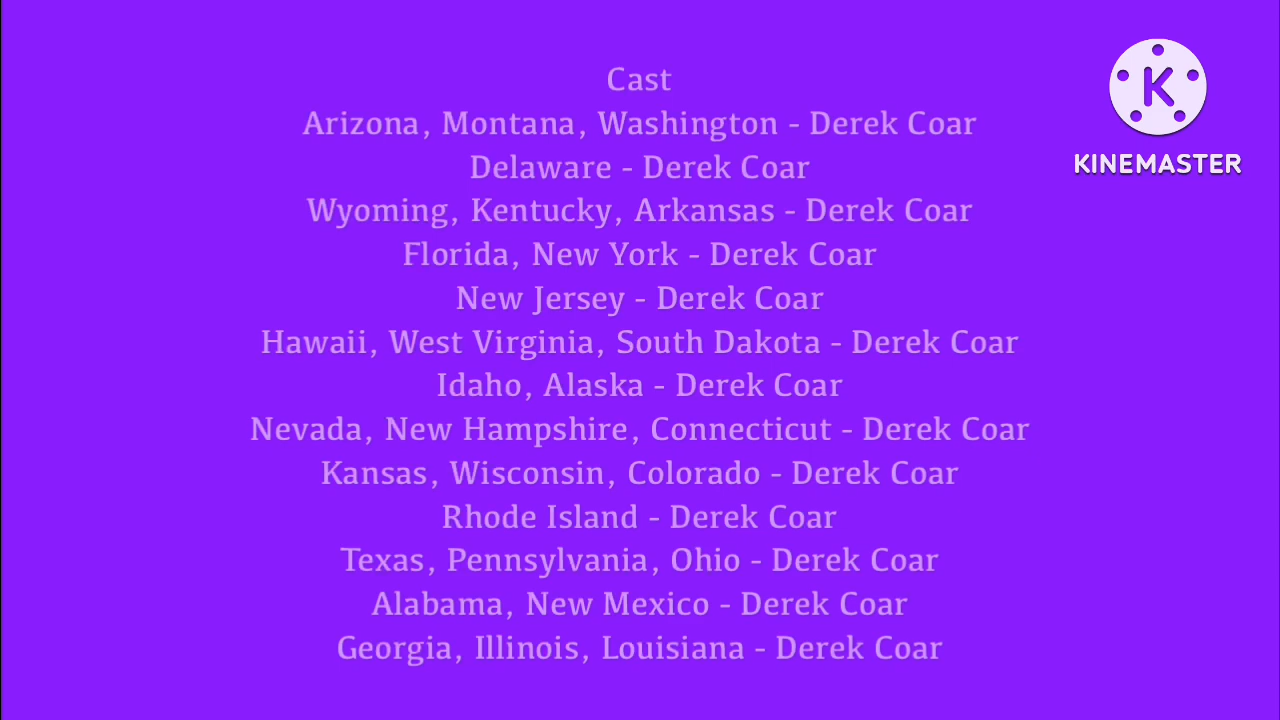 Cast
Arizona, Montana, Washington - Derek Coar
Delaware - Derek Coar
Wyoming, Kentucky, Arkansas - Derek Coar
Florida, New York - Derek Coar
New Jersey - Derek Coar
Hawaii, West Virginia, South Dakota - Derek Coar
Idaho, Alaska - Derek Coar
Nevada, New Hampshire, Connecticut - Derek Coar
Kansas, Wisconsin, Colorado - Derek Coar
Rhode Island - Derek Coar
Texas, Pennsylvania, Ohio - Derek Coar
Alabama, New Mexico - Derek Coar
Georgia, Illinois, Louisiana - Derek Coar
K
KINEMASTER